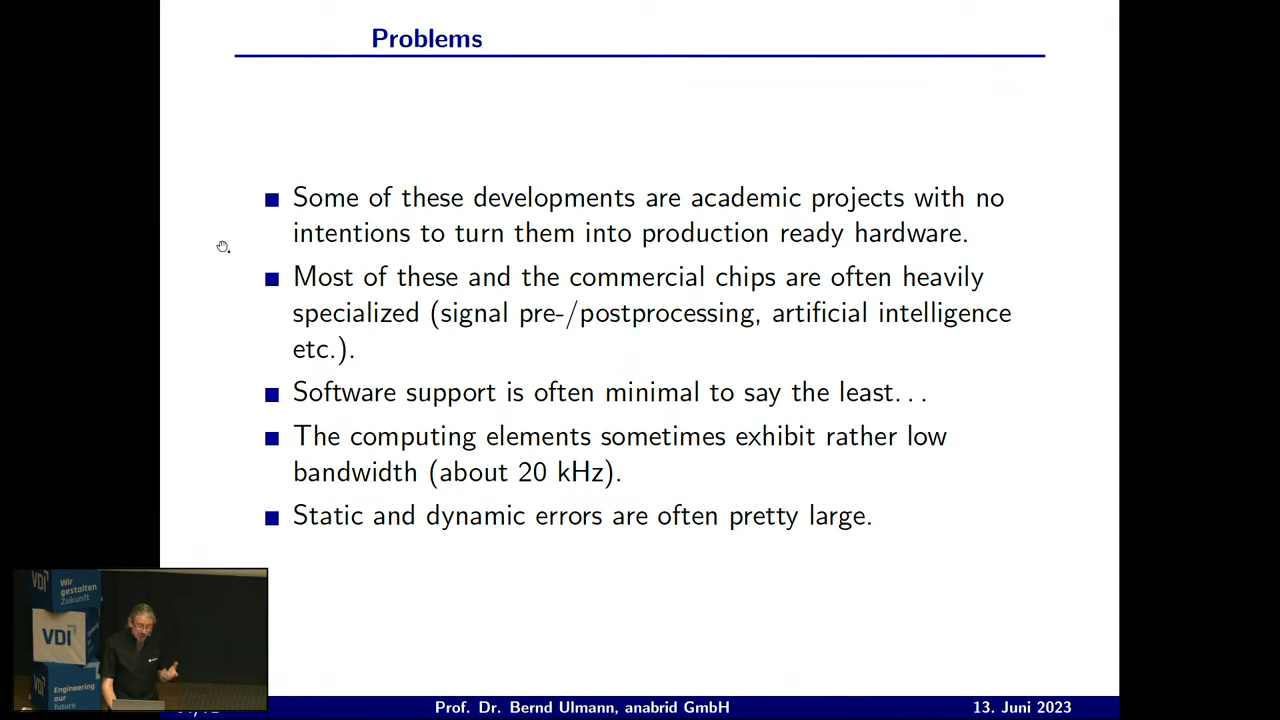 Problems
Some of these developments are academic projects with no
intentions to turn them into production ready hardware.
Most of these and the commercial chips are often heavily
specialized (signal pre-/postprocessing, artificial intelligence
etc.).
Software support is often minimal to say the least. . .
The computing elements sometimes exhibit rather low
bandwidth (about 20 kHz).
Static and dynamic errors are often pretty large.
VDI
Wir
gestalten
Zukunft
VDI
VDI
Engineering
our
future
Prof. Dr. Bernd Ulmann, anabrid GmbH
13. Juni 2023